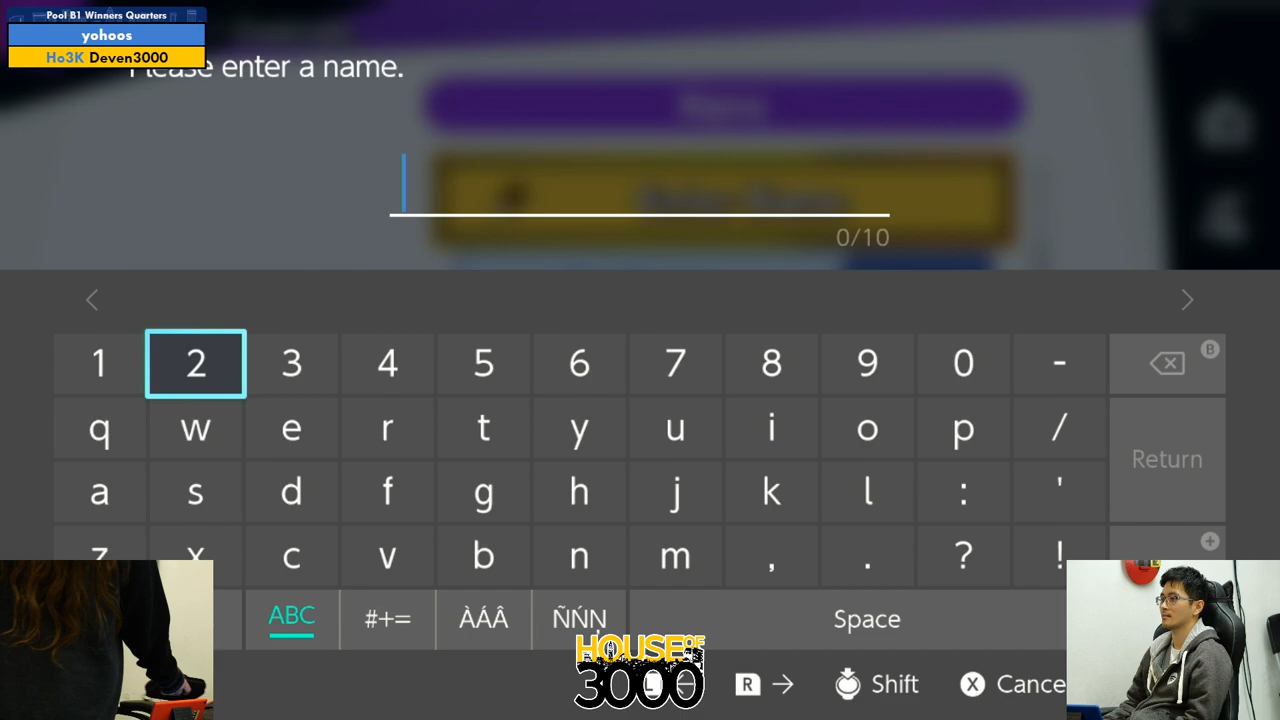 Pool B1 Winners Quarters
yohoos
Ho3K Deven3000
Please enter a name.
0/10
1 2 3 4 5 6 7 8 9 0 -
B
q w e r t y u i o p /
Return
a s d f g h j k l : '
z x c v b n m , . ? !
+
ABC #+= ÀÁÂ ÑŃŅ Space
HOUSE OF
3000
L
R → Shift X Cance